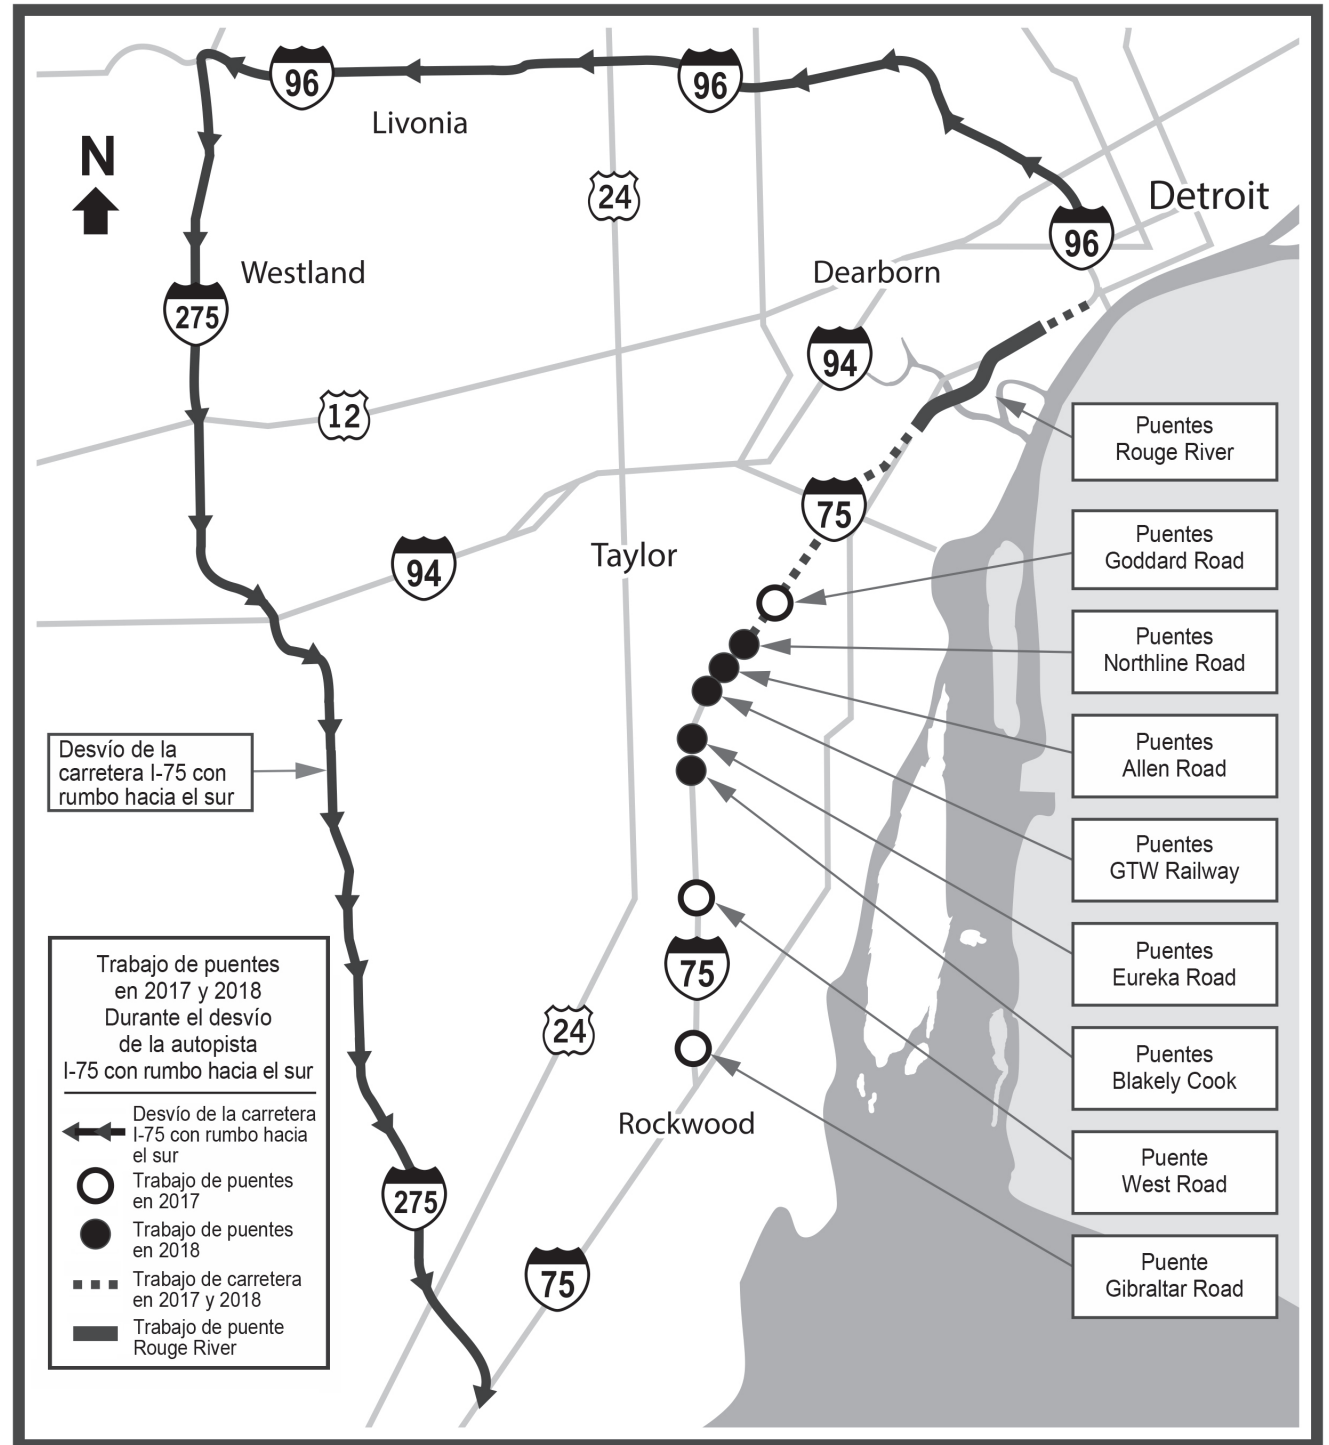 96
96
Livonia
N
24
Detroit
96
Westland
Dearborn
275
94
12
Puentes
Rouge River
75
Puentes
Goddard Road
Taylor
94
Puentes
Northline Road
Puentes
Allen Road
Desvío de la
carretera I-75 con
rumbo hacia el sur
Puentes
GTW Railway
Puentes
Eureka Road
75
24
Puentes
Blakely Cook
Rockwood
Puente
West Road
275
75
Puente
Gibraltar Road
Trabajo de puentes
en 2017 y 2018
Durante el desvío
de la autopista
I-75 con rumbo hacia el sur
Desvío de la carretera
I-75 con rumbo hacia
el sur
Trabajo de puentes
en 2017
Trabajo de puentes
en 2018
Trabajo de carretera
en 2017 y 2018
Trabajo de puente
Rouge River